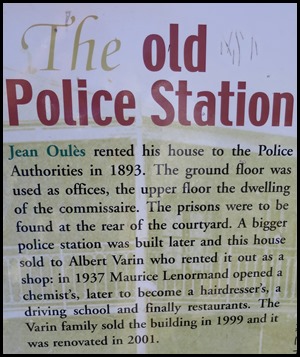 The old
Police Station
Jean Oulès rented his house to the Police
Authorities in 1893. The ground floor was
used as offices, the upper floor the dwelling
of the commissaire. The prisons were to be
found at the rear of the courtyard. A bigger
police station was built later and this house
sold to Albert Varin who rented it out as a
shop: in 1937 Maurice Lenormand opened a
chemist's, later to become a hairdresser's, a
driving school and finally restaurants. The
Varin family sold the building in 1999 and it
was renovated in 2001.